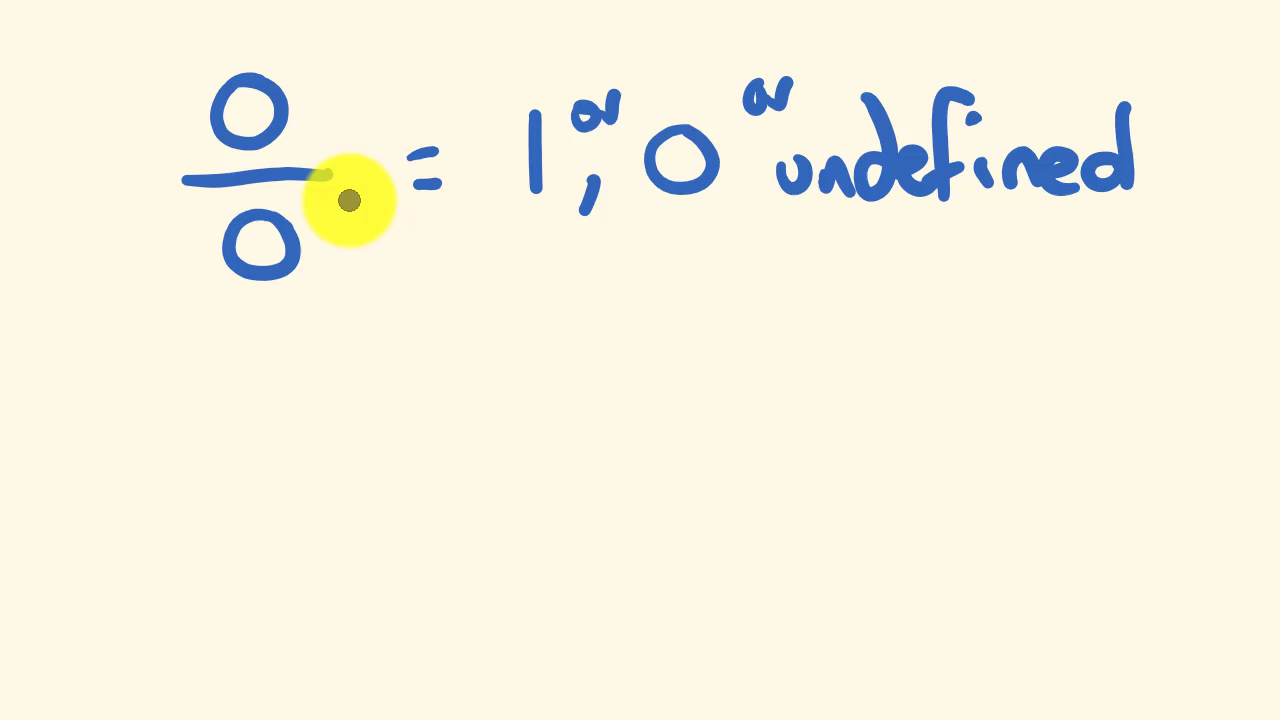 0/0 = 1, or 0 or undefined